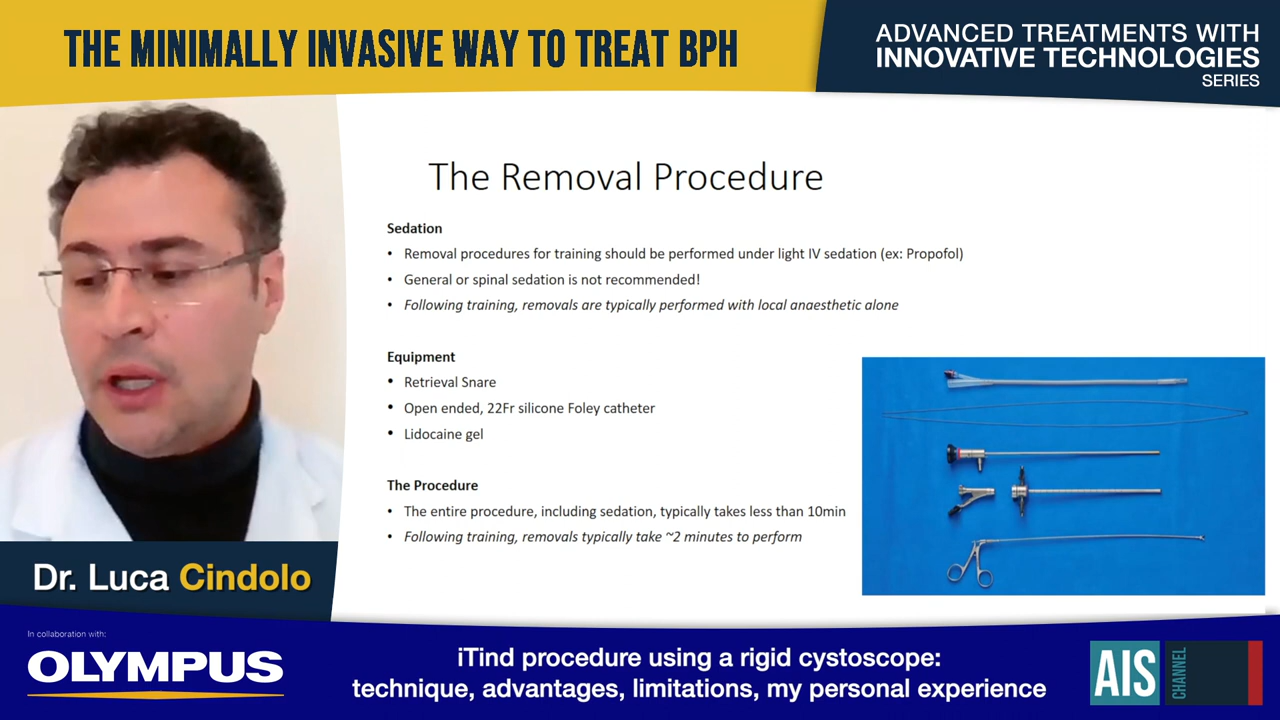 THE MINIMALLY INVASIVE WAY TO TREAT BPH
ADVANCED TREATMENTS WITH
INNOVATIVE TECHNOLOGIES
SERIES
The Removal Procedure
Sedation
• Removal procedures for training should be performed under light IV sedation (ex: Propofol)
• General or spinal sedation is not recommended!
• Following training, removals are typically performed with local anaesthetic alone
Equipment
• Retrieval Snare
• Open ended, 22Fr silicone Foley catheter
• Lidocaine gel
The Procedure
• The entire procedure, including sedation, typically takes less than 10min
• Following training, removals typically take ~2 minutes to perform
Dr. Luca Cindolo
In collaboration with:
OLYMPUS
iTind procedure using a rigid cystoscope:
technique, advantages, limitations, my personal experience
AIS
CHANNEL